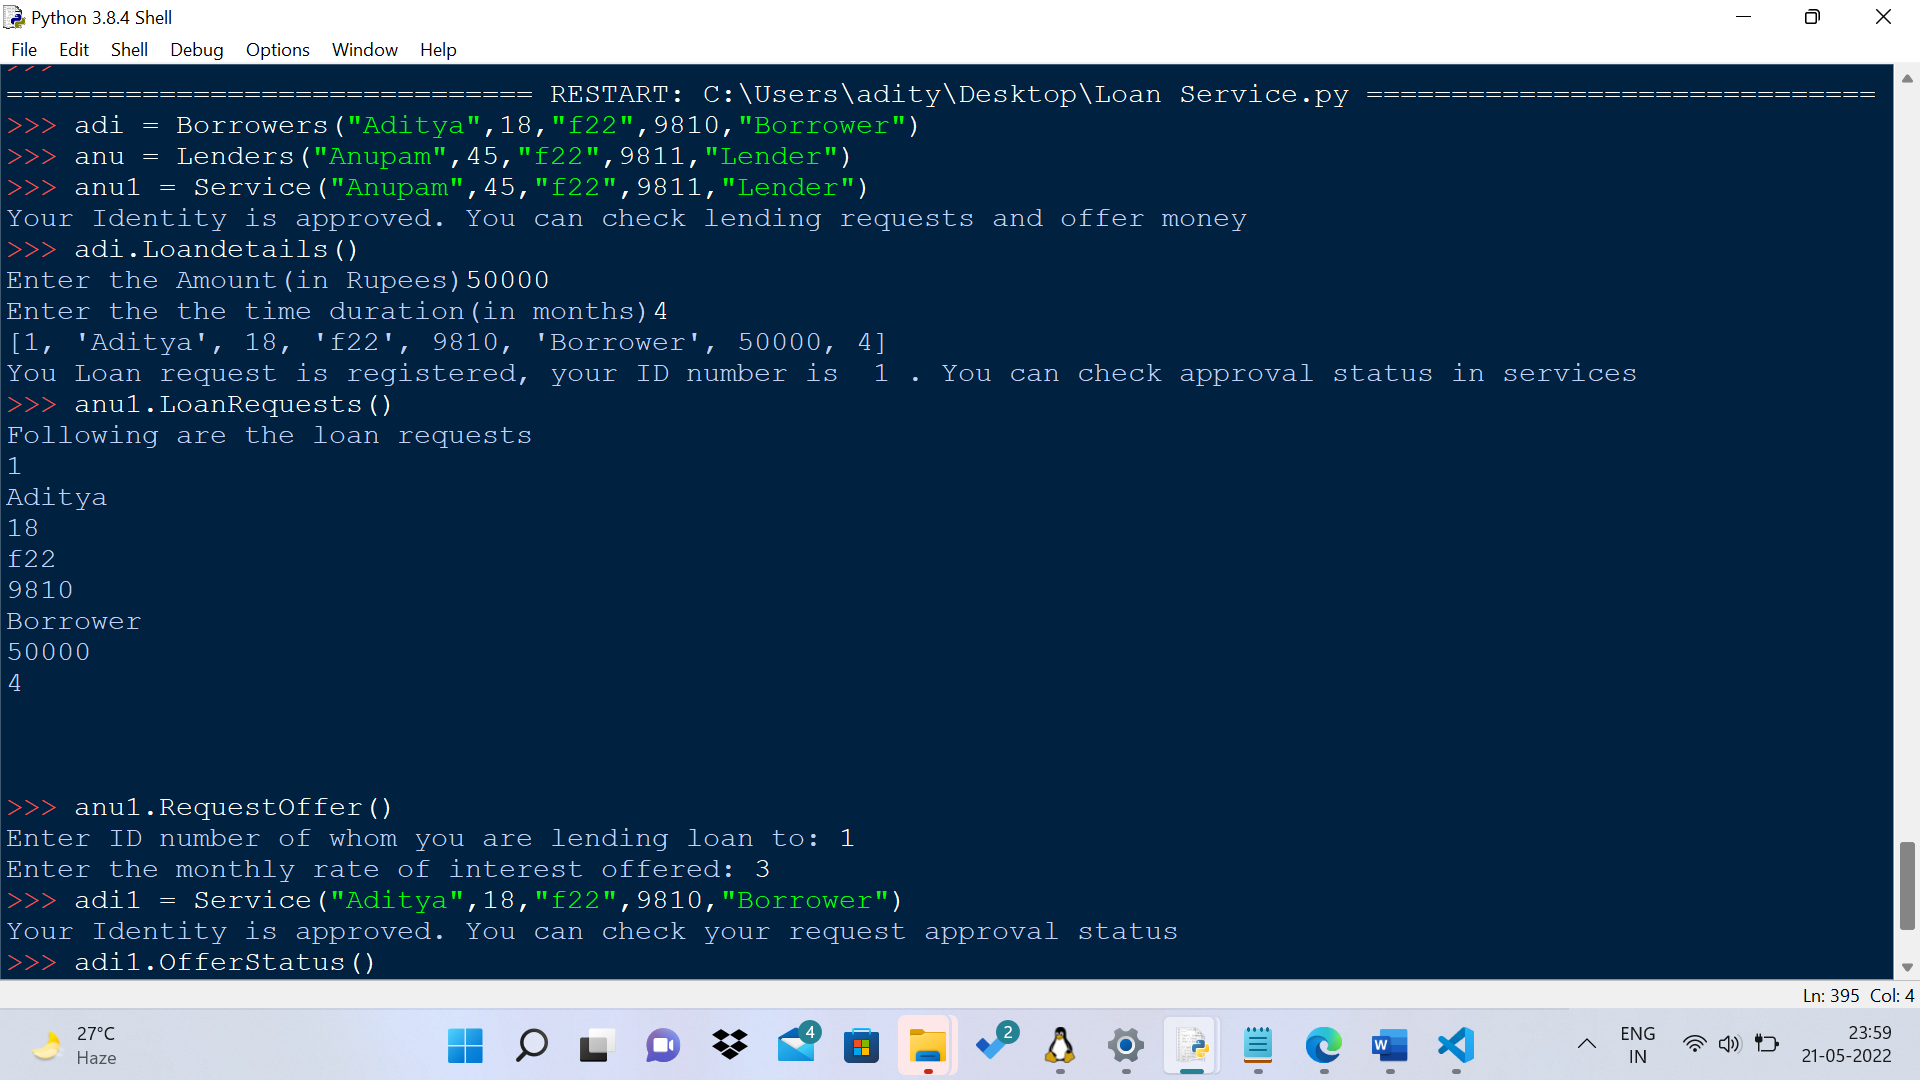 Python 3.8.4 Shell
File Edit Shell Debug Options Window Help
>>>
=============================== RESTART: C:\Users\adity\Desktop\Loan Service.py ==============================
>>> adi = Borrowers("Aditya",18,"f22",9810,"Borrower")
>>> anu = Lenders("Anupam",45,"f22",9811,"Lender")
>>> anu1 = Service("Anupam",45,"f22",9811,"Lender")
Your Identity is approved. You can check lending requests and offer money
>>> adi.Loandetails()
Enter the Amount(in Rupees)50000
Enter the the time duration(in months)4
[1, 'Aditya', 18, 'f22', 9810, 'Borrower', 50000, 4]
You Loan request is registered, your ID number is  1 . You can check approval status in services
>>> anu1.LoanRequests()
Following are the loan requests
1
Aditya
18
f22
9810
Borrower
50000
4
>>> anu1.RequestOffer()
Enter ID number of whom you are lending loan to: 1
Enter the monthly rate of interest offered: 3
>>> adi1 = Service("Aditya",18,"f22",9810,"Borrower")
Your Identity is approved. You can check your request approval status
>>> adi1.OfferStatus()
Ln: 395 Col: 4
27°C
Haze
4
2
W
ENG
IN
23:59
21-05-2022